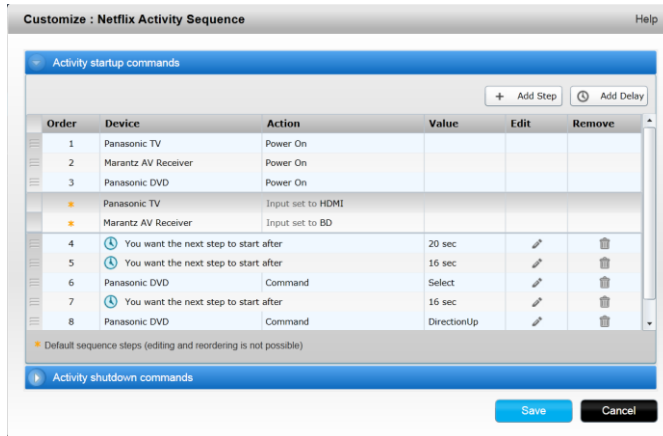 Customize : Netflix Activity Sequence Help
Activity startup commands
+ Add Step Add Delay
Order Device Action Value Edit Remove
1 Panasonic TV Power On
2 Marantz AV Receiver Power On
3 Panasonic DVD Power On
* Panasonic TV Input set to HDMI
* Marantz AV Receiver Input set to BD
4 You want the next step to start after 20 sec
5 You want the next step to start after 16 sec
6 Panasonic DVD Command Select
7 You want the next step to start after 16 sec
8 Panasonic DVD Command DirectionUp
* Default sequence steps (editing and reordering is not possible)
Activity shutdown commands
Save Cancel